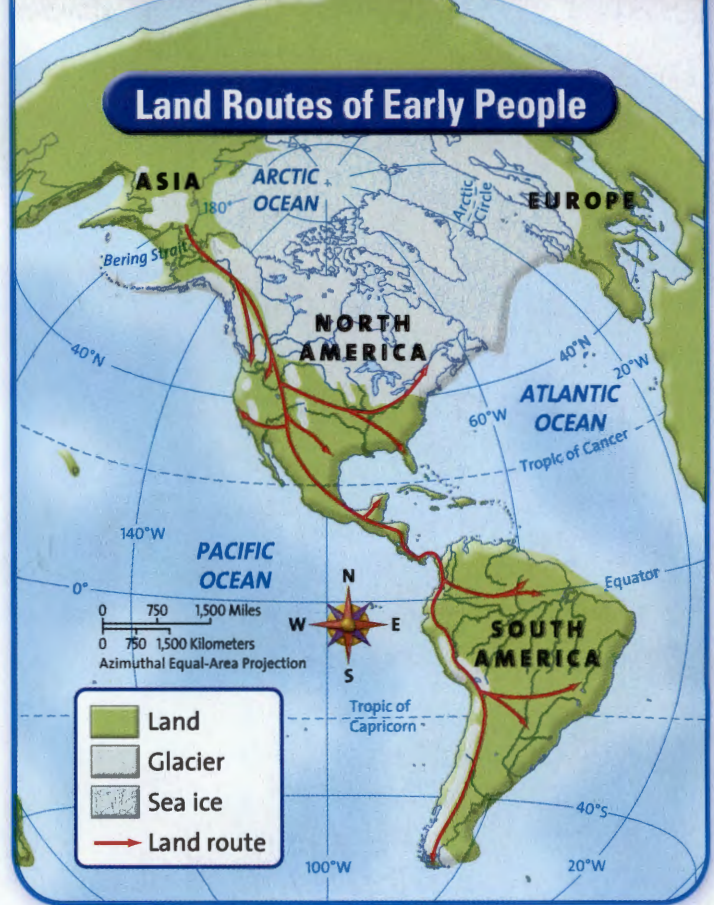 Land Routes of Early People
ASIA
ARCTIC
OCEAN
180°
Arctic
Circle
EUROPE
Bering Strait
NORTH
AMERICA
40°N
40°N
20°W
ATLANTIC
OCEAN
60°W
Tropic of Cancer
140°W
PACIFIC
OCEAN
0°
Equator
N
W
E
S
0 750 1,500 Miles
0 750 1,500 Kilometers
Azimuthal Equal-Area Projection
SOUTH
AMERICA
Tropic of
Capricorn
Land
Glacier
Sea ice
Land route
40°S
100°W
20°W